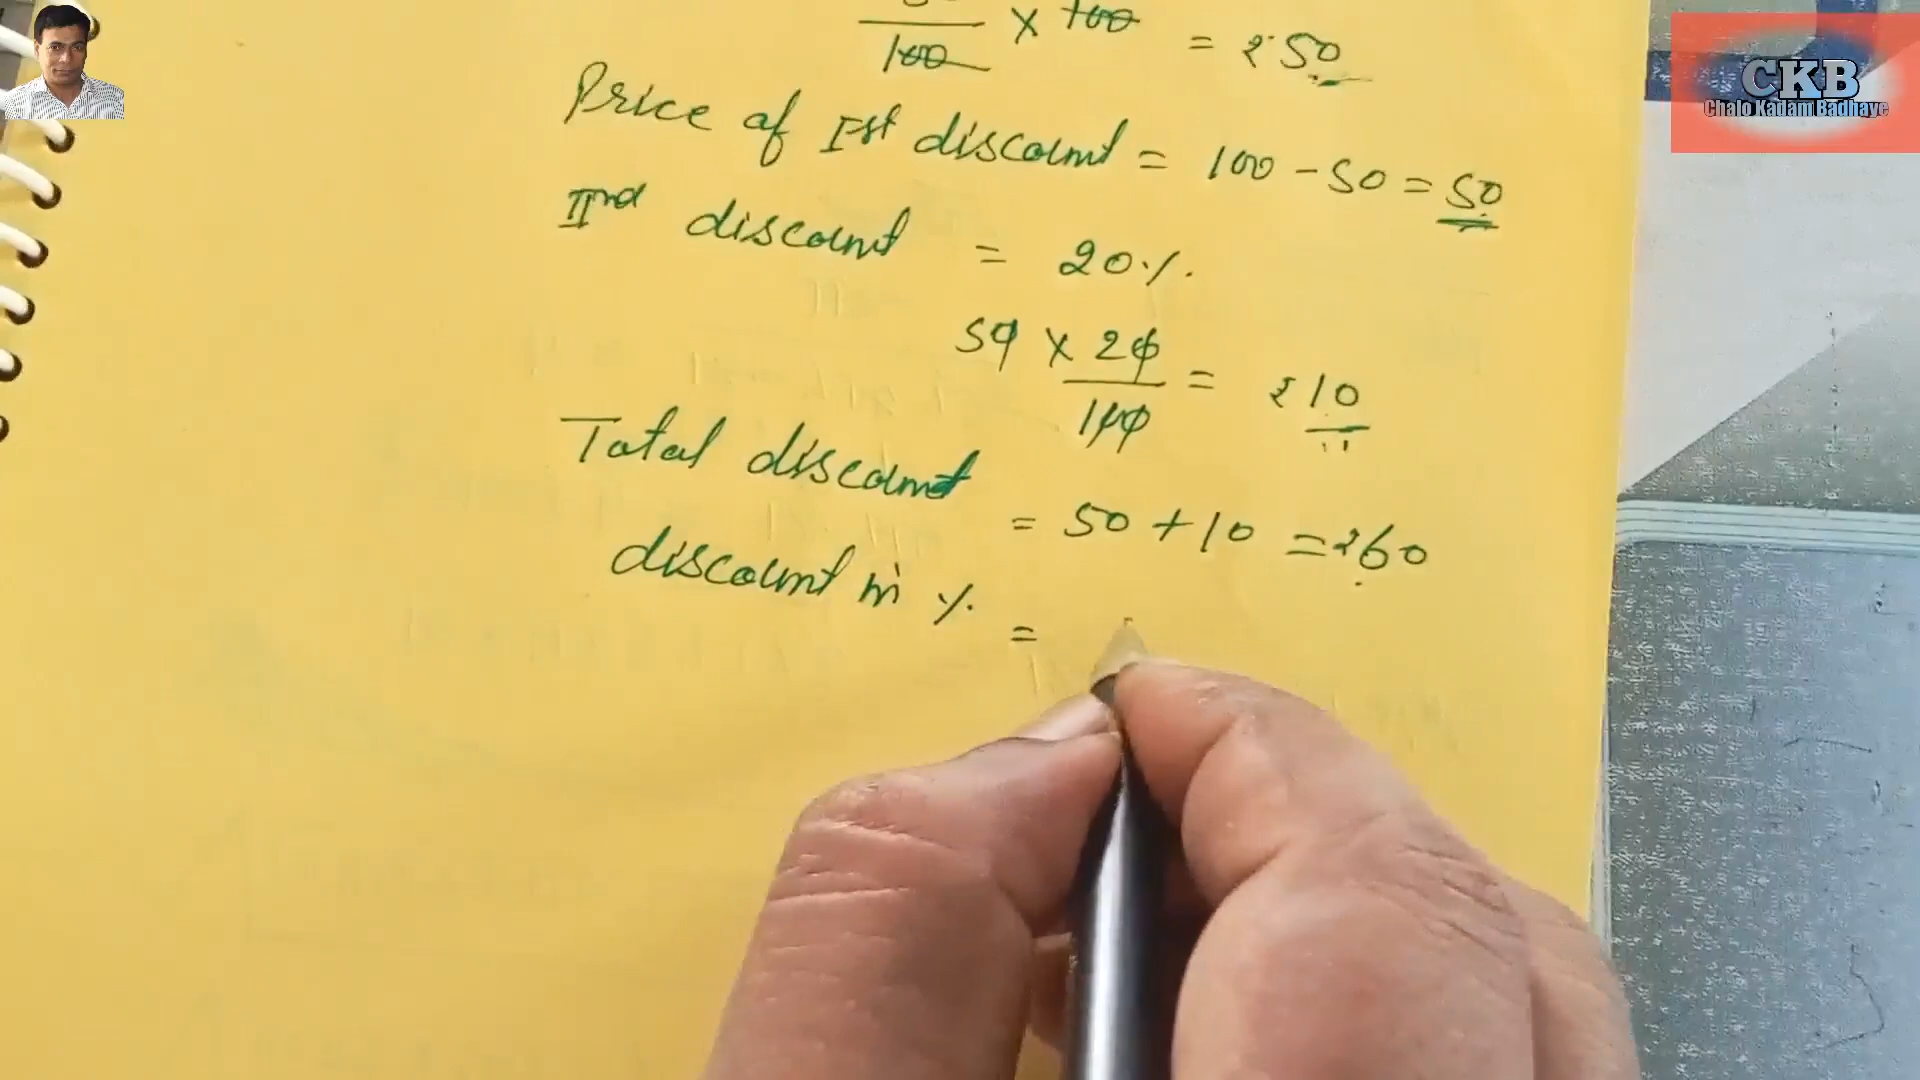 100 × 100 = ₹50
Price of Ist discount = 100 - 50 = 50
IInd discount = 20%
50 × 20
100 = ₹10
Total discount = 50 + 10 = ₹60
discount in % =
CKB
Chalo Kadam Badhaye